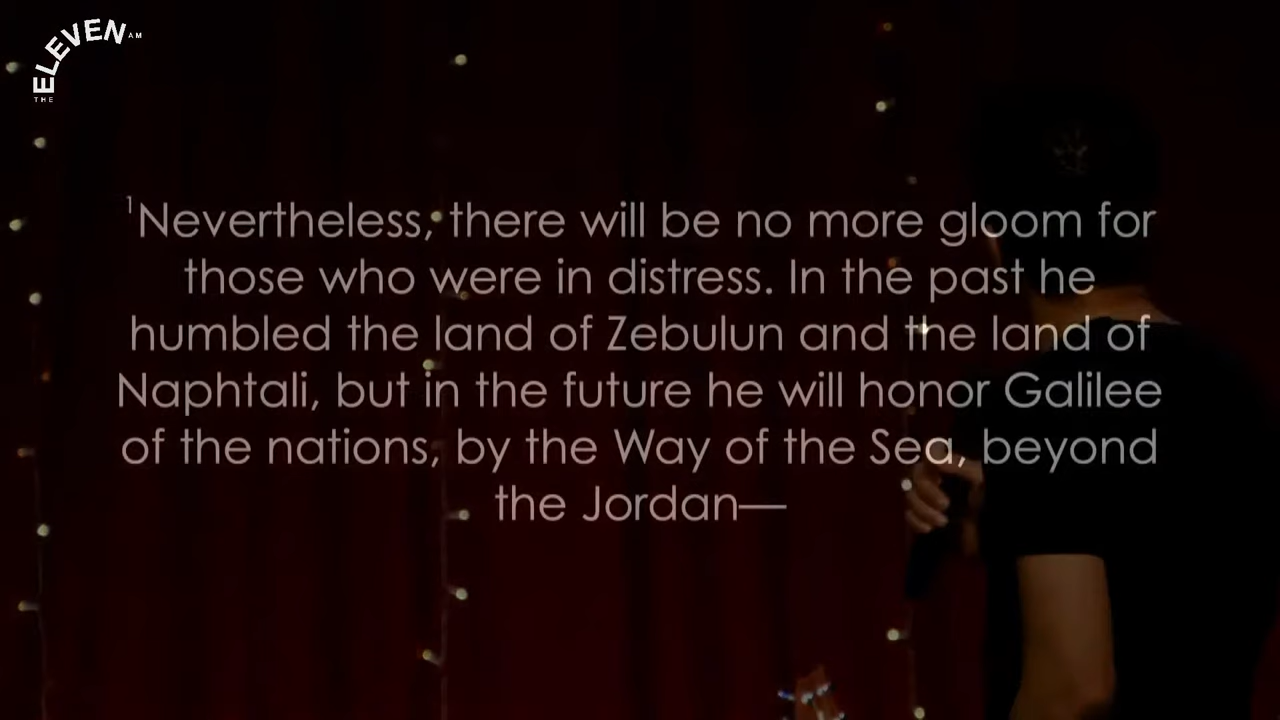 THE ELEVEN AM
¹Nevertheless, there will be no more gloom for
those who were in distress. In the past he
humbled the land of Zebulun and the land of
Naphtali, but in the future he will honor Galilee
of the nations, by the Way of the Sea, beyond
the Jordan—